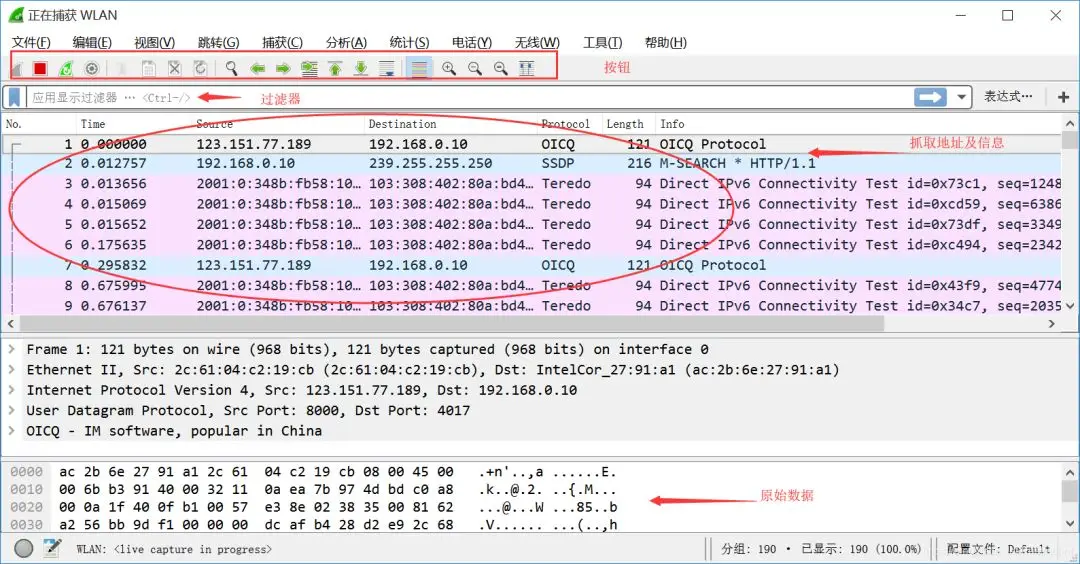 正在捕获 WLAN
文件(F) 编辑(E) 视图(V) 跳转(G) 捕获(C) 分析(A) 统计(S) 电话(Y) 无线(W) 工具(T) 帮助(H)
按钮
应用显示过滤器 … <Ctrl-/> 过滤器 表达式…
No. Time Source Destination Protocol Length Info
1 0.000000 123.151.77.189 192.168.0.10 OICQ 121 OICQ Protocol
抓取地址及信息
2 0.012757 192.168.0.10 239.255.255.250 SSDP 216 M-SEARCH * HTTP/1.1
3 0.013656 2001:0:348b:fb58:10… 103:308:402:80a:bd4… Teredo 94 Direct IPv6 Connectivity Test id=0x73c1, seq=1248
4 0.015069 2001:0:348b:fb58:10… 103:308:402:80a:bd4… Teredo 94 Direct IPv6 Connectivity Test id=0xcd59, seq=6386
5 0.015652 2001:0:348b:fb58:10… 103:308:402:80a:bd4… Teredo 94 Direct IPv6 Connectivity Test id=0x73df, seq=3349
6 0.175635 2001:0:348b:fb58:10… 103:308:402:80a:bd4… Teredo 94 Direct IPv6 Connectivity Test id=0xc494, seq=2342
7 0.295832 123.151.77.189 192.168.0.10 OICQ 121 OICQ Protocol
8 0.675995 2001:0:348b:fb58:10… 103:308:402:80a:bd4… Teredo 94 Direct IPv6 Connectivity Test id=0x43f9, seq=4774
9 0.676137 2001:0:348b:fb58:10… 103:308:402:80a:bd4… Teredo 94 Direct IPv6 Connectivity Test id=0x34c7, seq=2035
Frame 1: 121 bytes on wire (968 bits), 121 bytes captured (968 bits) on interface 0
Ethernet II, Src: 2c:61:04:c2:19:cb (2c:61:04:c2:19:cb), Dst: IntelCor_27:91:a1 (ac:2b:6e:27:91:a1)
Internet Protocol Version 4, Src: 123.151.77.189, Dst: 192.168.0.10
User Datagram Protocol, Src Port: 8000, Dst Port: 4017
OICQ - IM software, popular in China
0000 ac 2b 6e 27 91 a1 2c 61 04 c2 19 cb 08 00 45 00 .+n'..,a ......E.
0010 00 6b b3 91 40 00 32 11 0a ea 7b 97 4d bd c0 a8 .k..@.2. ..{.M...
原始数据
0020 00 0a 1f 40 0f b1 00 57 e3 8e 02 38 35 00 81 62 ...@...W ...85..b
0030 a2 56 bb 9d f1 00 00 00 dc af b4 28 d2 e9 2c 68 .V...... ...(..,h
WLAN: <live capture in progress> 分组: 190 · 已显示: 190 (100.0%) 配置文件: Default